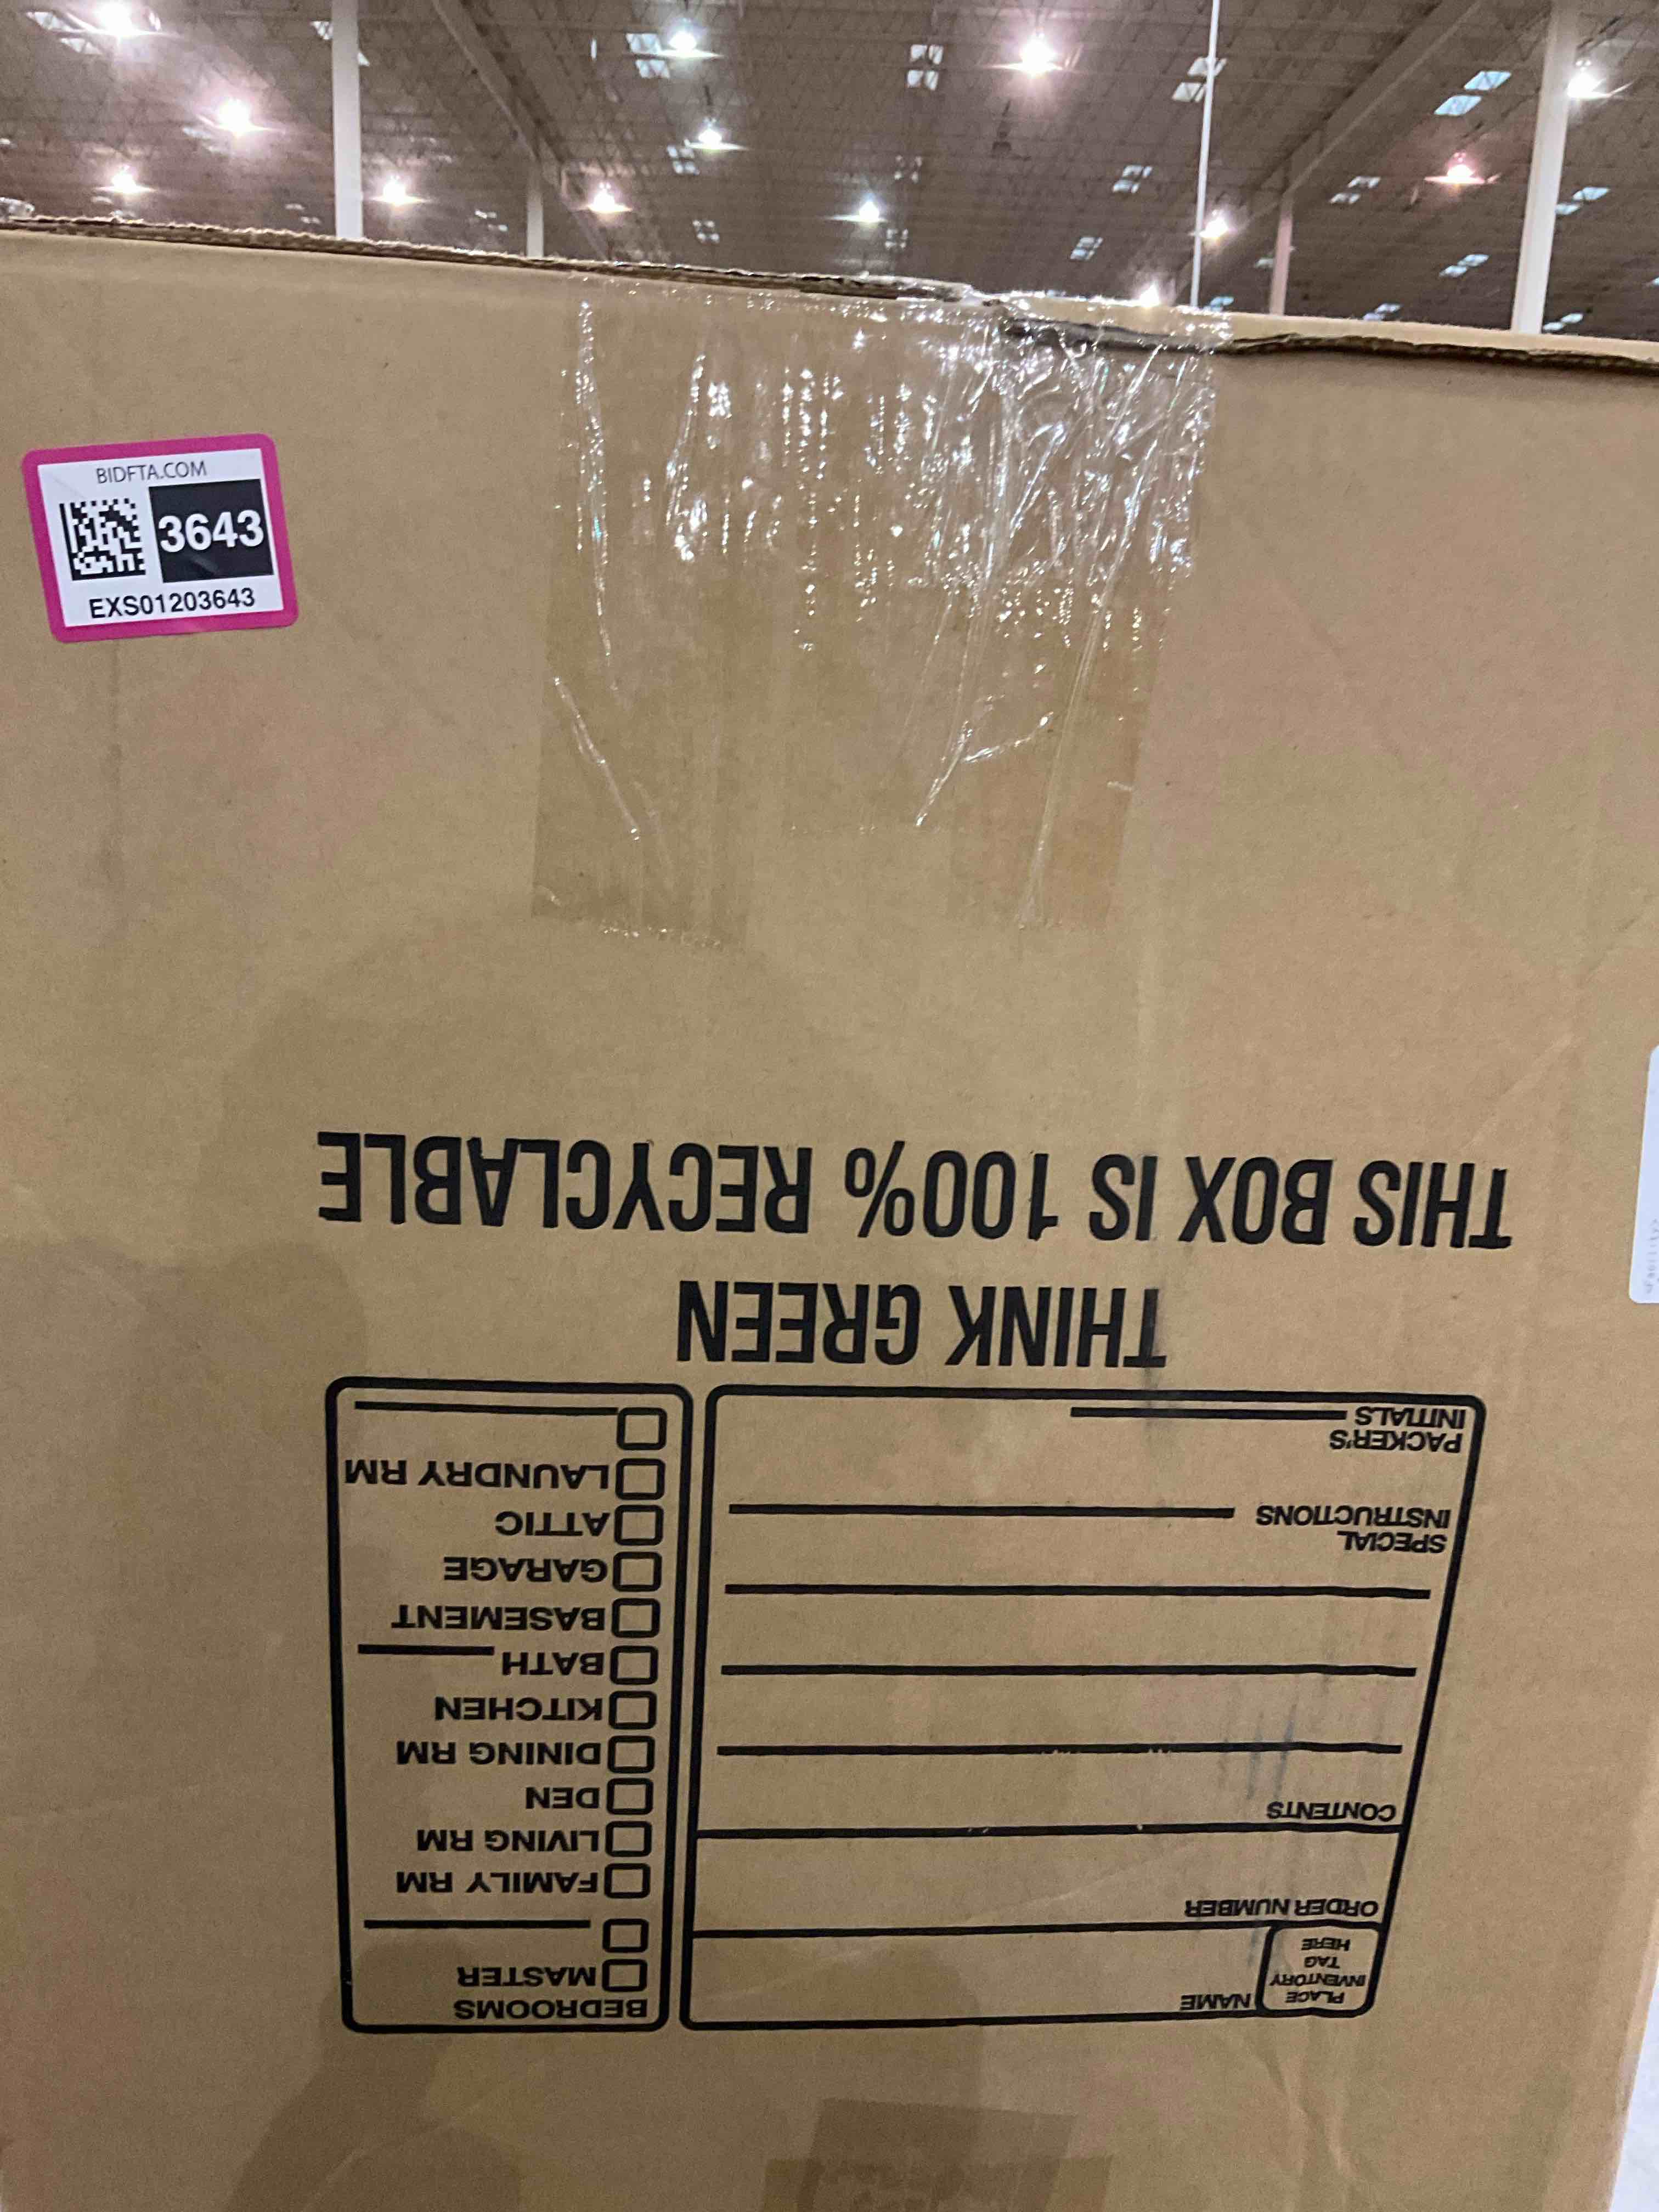 BIDFTA.COM
3643
EXS01203643
THIS BOX IS 100% RECYCLABLE
THINK GREEN
PLACE
INVENTORY
TAG
HERE
NAME
ORDER NUMBER
CONTENTS
SPECIAL
INSTRUCTIONS
PACKER'S
INITIALS
BEDROOMS
MASTER
FAMILY RM
LIVING RM
DEN
DINING RM
KITCHEN
BATH
BASEMENT
GARAGE
ATTIC
LAUNDRY RM